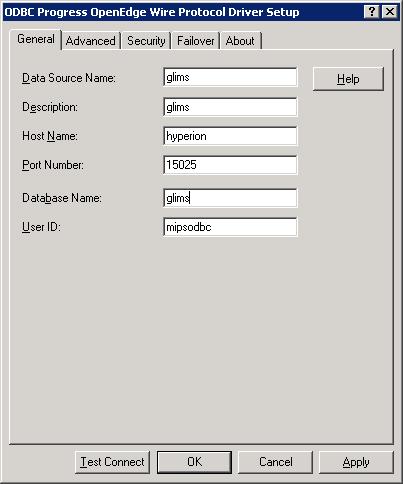 ODBC Progress OpenEdge Wire Protocol Driver Setup ? X
General Advanced Security Failover About
Data Source Name: glims Help
Description: glims
Host Name: hyperion
Port Number: 15025
Database Name: glims
User ID: mipsodbc
Test Connect OK Cancel Apply